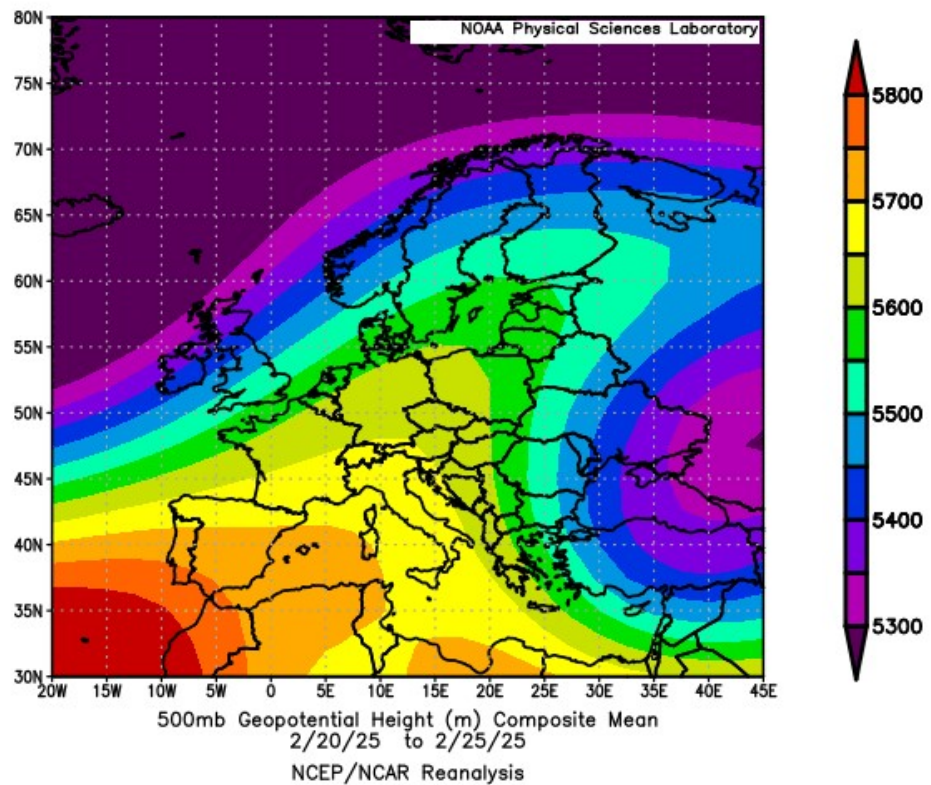 NOAA Physical Sciences Laboratory
80N
75N
70N
65N
60N
55N
50N
45N
40N
35N
30N
20W 15W 10W 5W 0 5E 10E 15E 20E 25E 30E 35E 40E 45E
5800
5700
5600
5500
5400
5300
500mb Geopotential Height (m) Composite Mean
2/20/25 to 2/25/25
NCEP/NCAR Reanalysis